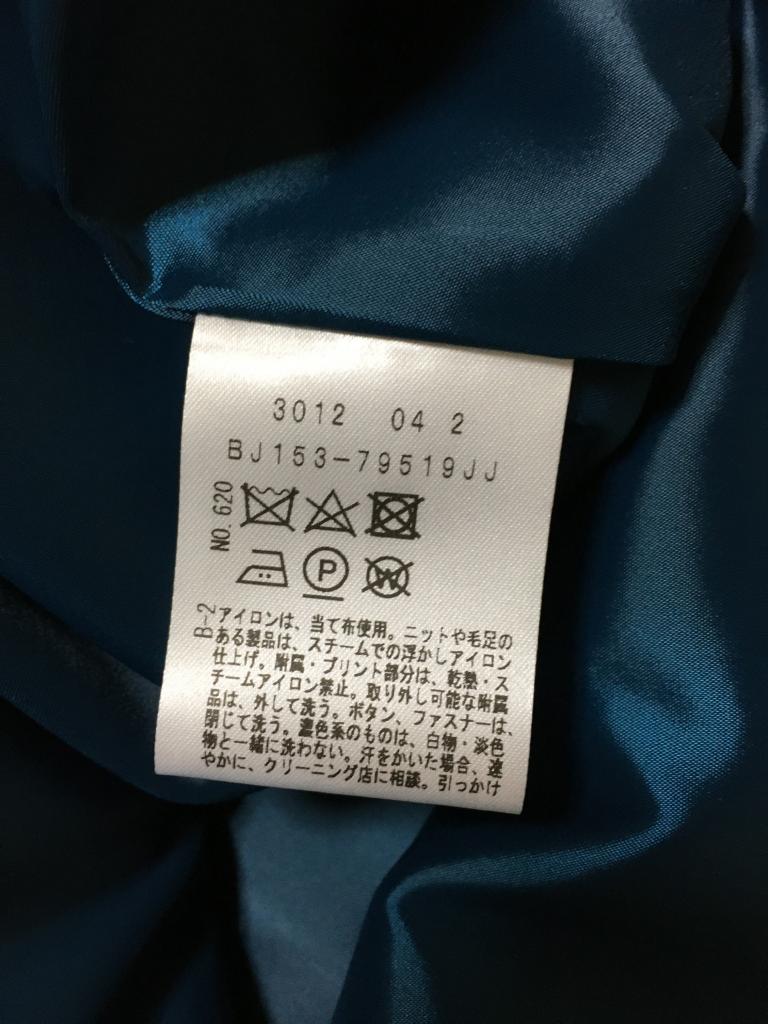 3012 04 2
BJ153-79519JJ
NO.620
P
W
B-2
アイロンは、当て布使用。ニットや毛足の
ある製品は、スチームでの浮かしアイロン
仕上げ。附属・プリント部分は、乾熱・ス
チームアイロン禁止。取り外し可能な附属
品は、外して洗う。ボタン、ファスナーは、
閉じて洗う。濃色系のものは、白物・淡色
物と一緒に洗わない。汗をかいた場合、速
やかに、クリーニング店に相談。引っかけ